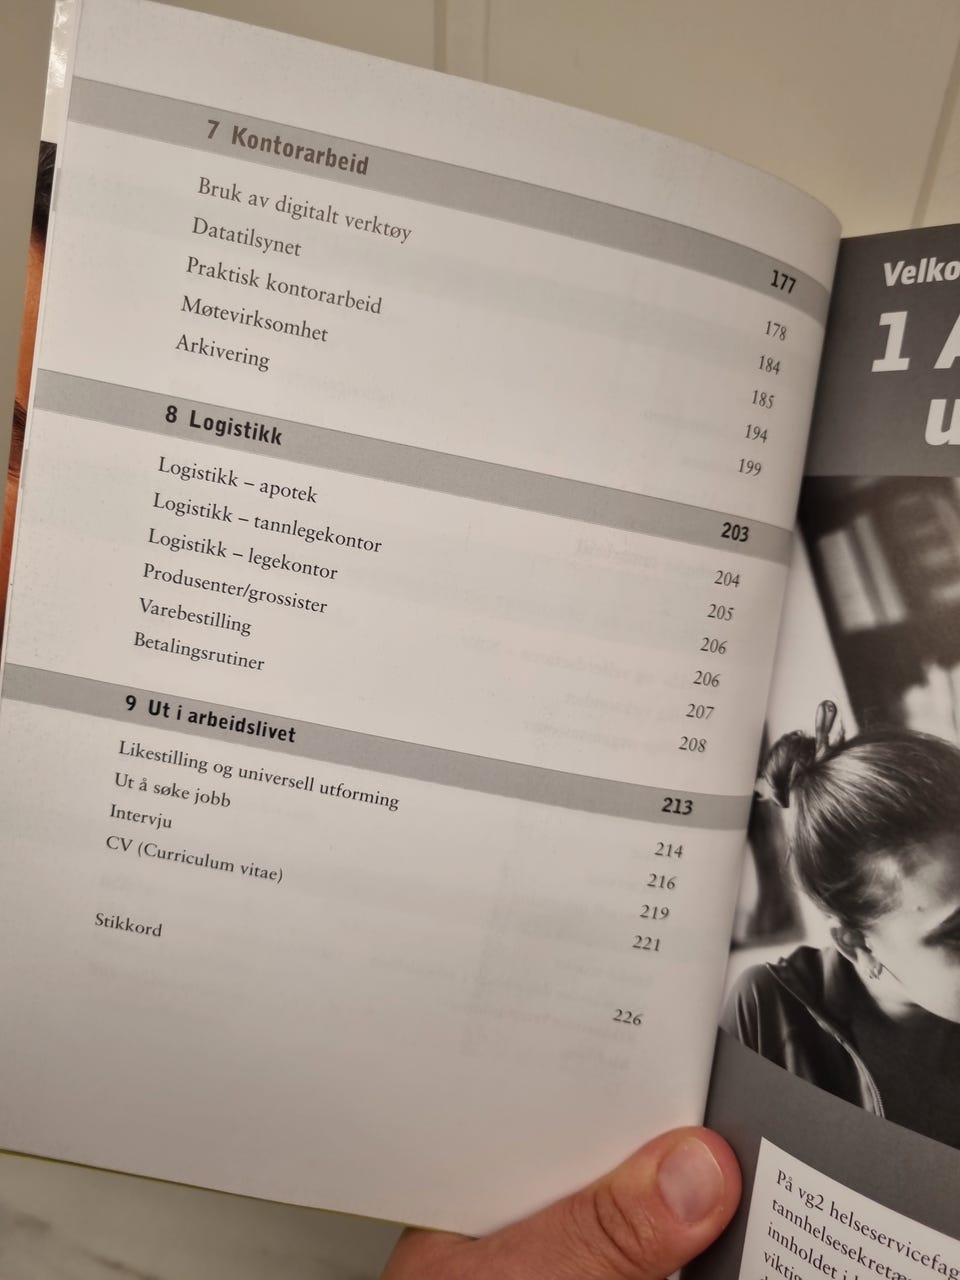 7 Kontorarbeid 177
Bruk av digitalt verktøy 178
Datatilsynet 184
Praktisk kontorarbeid 185
Møtevirksomhet 194
Arkivering 199
8 Logistikk 203
Logistikk – apotek 204
Logistikk – tannlegekontor 205
Logistikk – legekontor 206
Produsenter/grossister 206
Varebestilling 207
Betalingsrutiner 208
9 Ut i arbeidslivet 213
Likestilling og universell utforming 214
Ut å søke jobb 216
Intervju 219
CV (Curriculum vitae) 221
Stikkord 226
Velko
1 A
u
På vg2 helseservicefag
tannhelsesekretæ
innholdet i
viktig